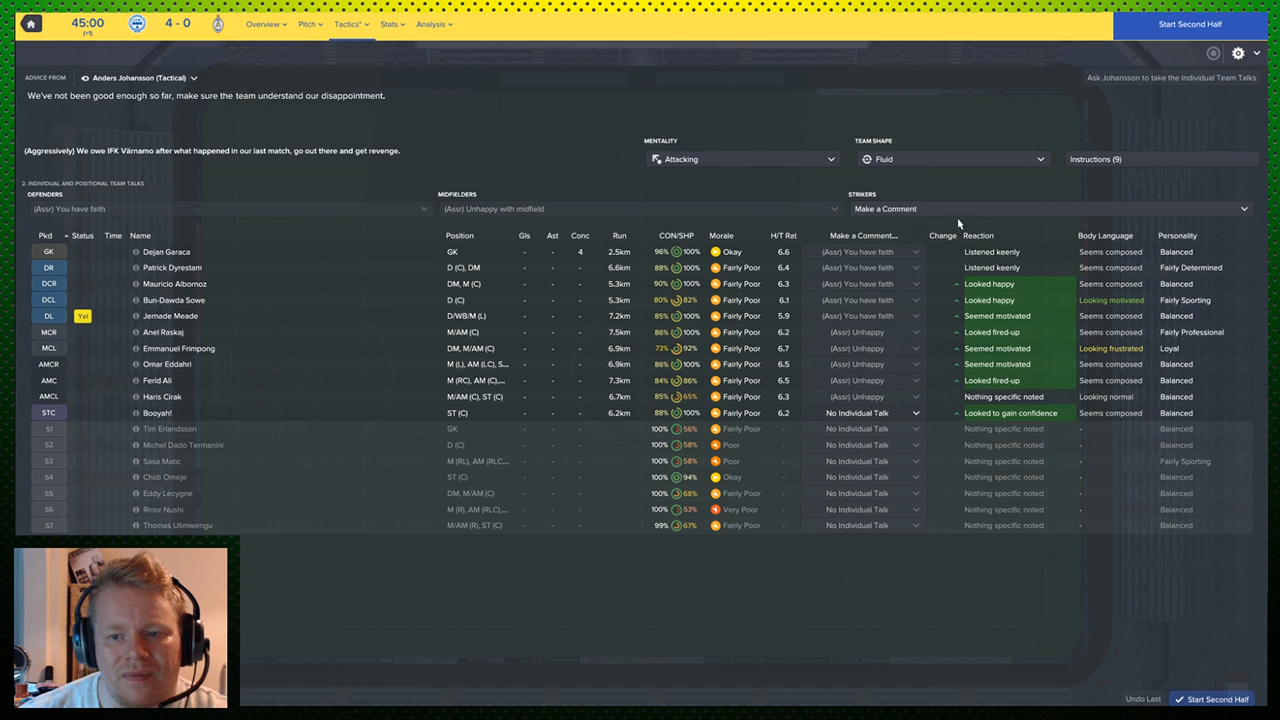 45:00
(+1)
4 - 0
Overview
Pitch
Tactics*
Stats
Analysis
Start Second Half
ADVICE FROM
Anders Johansson (Tactical)
Ask Johansson to take the Individual Team Talks
We've not been good enough so far, make sure the team understand our disappointment.
(Aggressively) We owe IFK Värnamo after what happened in our last match, go out there and get revenge.
MENTALITY
TEAM SHAPE
Attacking
Fluid
Instructions (9)
2. INDIVIDUAL AND POSITIONAL TEAM TALKS
DEFENDERS
MIDFIELDERS
STRIKERS
(Assr) You have faith
(Assr) Unhappy with midfield
Make a Comment
Pkd Status Time Name Position Gls Ast Conc Run CON/SHP Morale H/T Rat Make a Comment... Change Reaction Body Language Personality
GK Dejan Garaca GK - - 4 2.5km 96% 100% Okay 6.6 (Assr) You have faith Listened keenly Seems composed Balanced
DR Patrick Dyrestam D (C), DM - - - 6.6km 88% 100% Fairly Poor 6.4 (Assr) You have faith Listened keenly Seems composed Fairly Determined
DCR Mauricio Albornoz DM, M (C) - - - 5.3km 90% 100% Fairly Poor 6.3 (Assr) You have faith Looked happy Seems composed Balanced
DCL Bun-Dawda Sowe D (C) - - - 5.3km 80% 82% Fairly Poor 6.1 (Assr) You have faith Looked happy Looking motivated Fairly Sporting
DL Yel Jernade Meade D/WB/M (L) - - - 7.2km 85% 100% Fairly Poor 5.9 (Assr) You have faith Seemed motivated Seems composed Balanced
MCR Anel Raskaj M/AM (C) - - - 7.5km 86% 100% Fairly Poor 6.2 (Assr) Unhappy Looked fired-up Seems composed Fairly Professional
MCL Emmanuel Frimpong DM, M/AM (C) - - - 6.9km 73% 92% Fairly Poor 6.7 (Assr) Unhappy Seemed motivated Looking frustrated Loyal
AMCR Omar Eddahri M (L), AM (LC), S... - - - 6.9km 86% 100% Fairly Poor 6.5 (Assr) Unhappy Seemed motivated Seems composed Balanced
AMC Ferid Ali M (RC), AM (C),... - - - 7.3km 84% 86% Fairly Poor 6.5 (Assr) Unhappy Looked fired-up Seems composed Balanced
AMCL Haris Cirak M/AM (C), ST (C) - - - 6.7km 85% 65% Fairly Poor 6.3 (Assr) Unhappy Nothing specific noted Looking normal Balanced
STC Booyah! ST (C) - - - 6.2km 88% 100% Fairly Poor 6.2 No Individual Talk Looked to gain confidence Seems composed Balanced
S1 Tim Erlandsson GK - - - 100% 56% Fairly Poor - No Individual Talk Nothing specific noted - Balanced
S2 Michel Dado Termanini D (C) - - - 100% 58% Poor - No Individual Talk Nothing specific noted - Balanced
S3 Sasa Matic M (RL), AM (RLC,... - - - 100% 58% Poor - No Individual Talk Nothing specific noted - Fairly Sporting
S4 Chidi Omeje ST (C) - - - 100% 94% Okay - No Individual Talk Nothing specific noted - Balanced
S5 Eddy Lecygne DM, M/AM (C) - - - 100% 68% Fairly Poor - No Individual Talk Nothing specific noted - Balanced
S6 Rinor Nushi M (R), AM (RLC),... - - - 100% 53% Very Poor - No Individual Talk Nothing specific noted - Balanced
S7 Thomas Ulimwengu M/AM (R), ST (C) - - - 99% 67% Fairly Poor - No Individual Talk Nothing specific noted - Balanced
Undo Last
Start Second Half